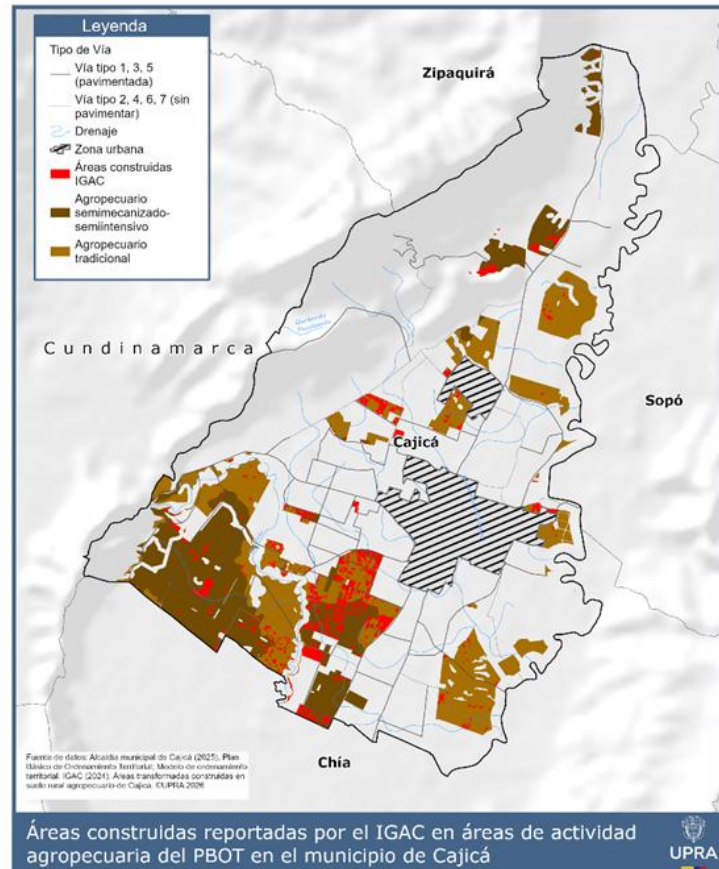 Leyenda
Tipo de Vía
Vía tipo 1, 3, 5
(pavimentada)
Vía tipo 2, 4, 6, 7 (sin
pavimentar)
Drenaje
Zona urbana
Áreas construidas
IGAC
Agropecuario
semimecanizado-
semiintensivo
Agropecuario
tradicional
Zipaquirá
Cundinamarca
Sopó
Cajicá
Chía
Fuente de datos: Alcaldía municipal de Cajicá (2025), Plan
Básico de Ordenamiento Territorial; Modelo de ordenamiento
territorial. IGAC (2024). Áreas transformadas construidas en
suelo rural agropecuario de Cajicá. ©UPRA 2026
Áreas construidas reportadas por el IGAC en áreas de actividad
agropecuaria del PBOT en el municipio de Cajicá
UPRA